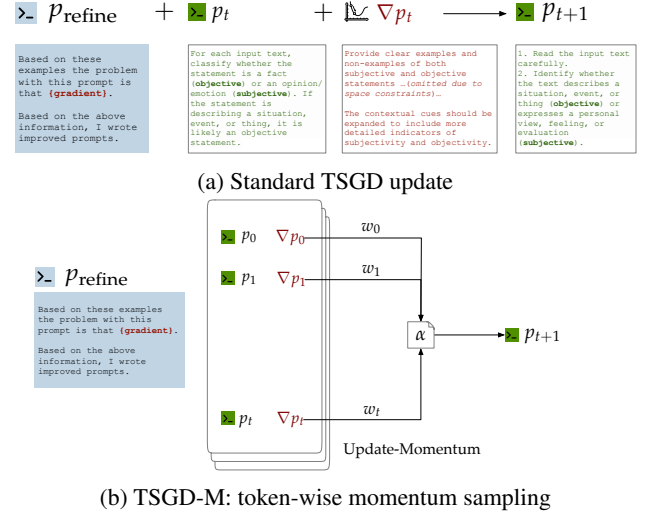 >_ p_refine + >_ p_t + ∇p_t → >_ p_{t+1}
Based on these
examples the problem
with this prompt is
that {gradient}.
Based on the above
information, I wrote
improved prompts.
For each input text,
classify whether the
statement is a fact
(objective) or an opinion/
emotion (subjective). If
the statement is
describing a situation,
event, or thing, it is
likely an objective
statement.
Provide clear examples and
non-examples of both
subjective and objective
statements …(omitted due to
space constraints)…
The contextual cues should be
expanded to include more
detailed indicators of
subjectivity and objectivity.
1. Read the input text
carefully.
2. Identify whether
the text describes a
situation, event, or
thing (objective) or
expresses a personal
view, feeling, or
evaluation
(subjective).
(a) Standard TSGD update
>_ p_refine
Based on these examples
the problem with this
prompt is that {gradient}.
Based on the above
information, I wrote
improved prompts.
>_ p_0 ∇p_0 w_0
>_ p_1 ∇p_1 w_1
α >_ p_{t+1}
>_ p_t ∇p_t w_t
Update-Momentum
(b) TSGD-M: token-wise momentum sampling